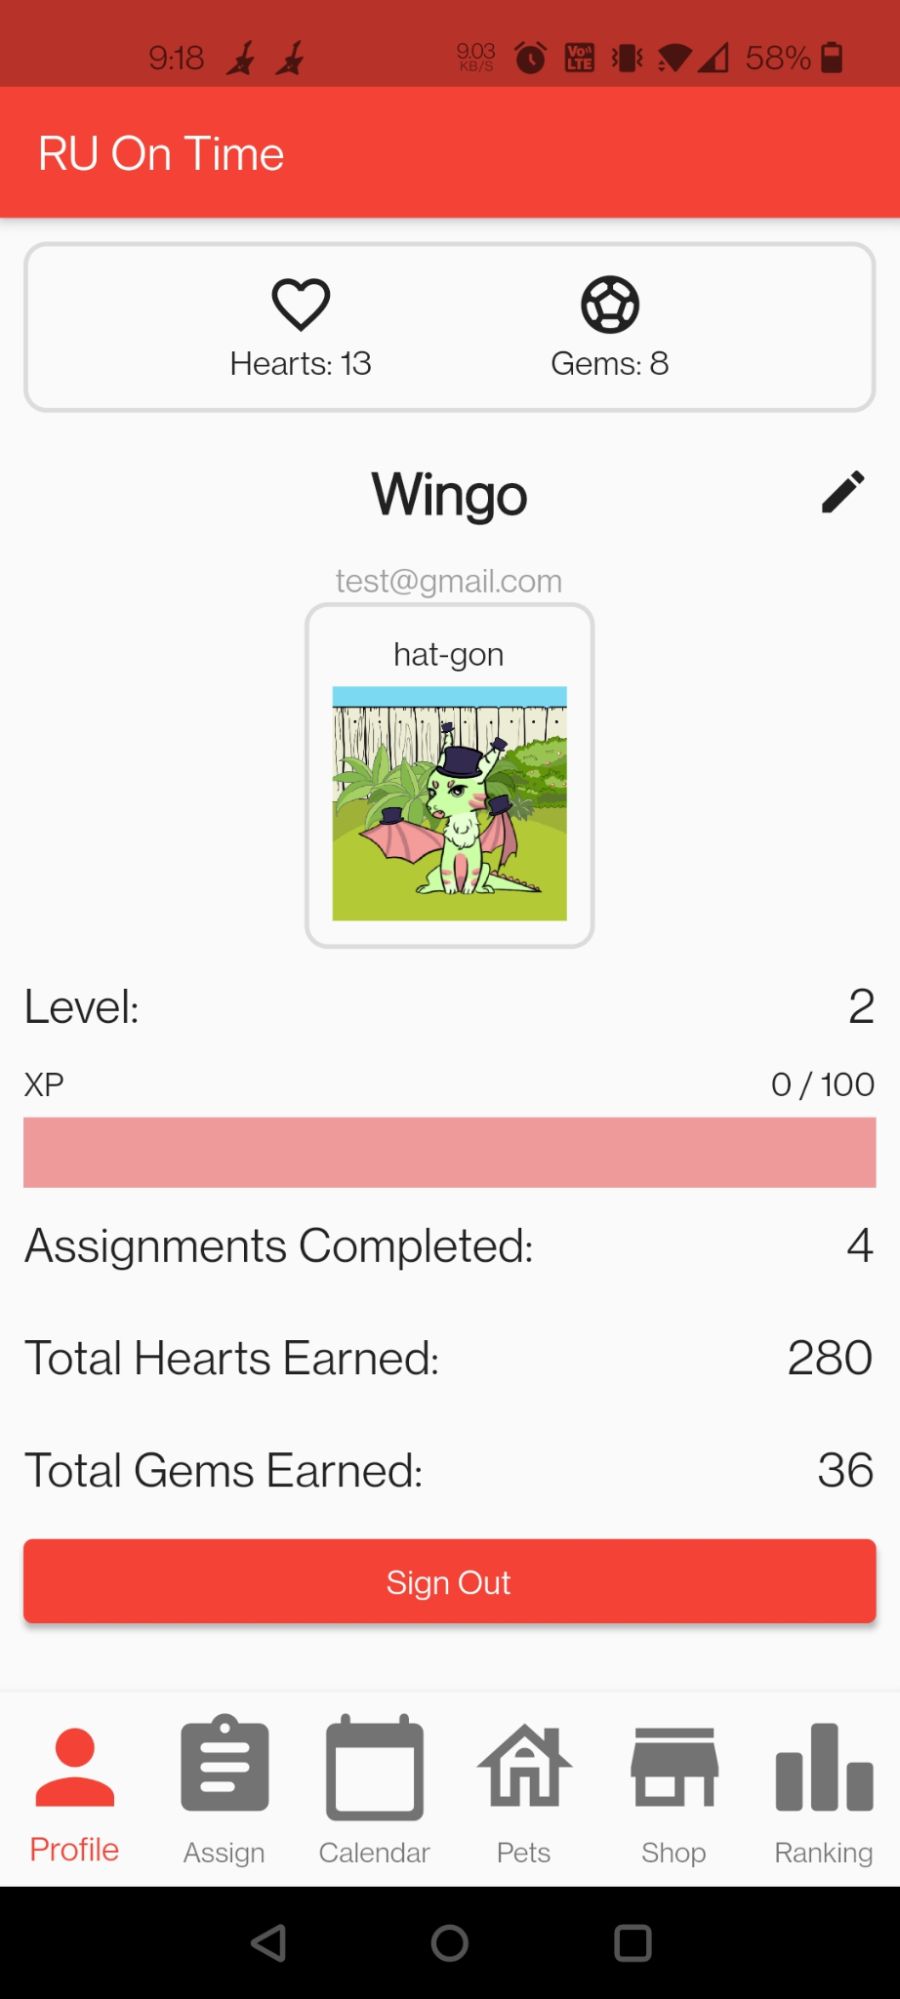 9:18 9.03 KB/S Vo)) LTE 58%
RU On Time
Hearts: 13 Gems: 8
Wingo
test@gmail.com
hat-gon
Level: 2
XP 0 / 100
Assignments Completed: 4
Total Hearts Earned: 280
Total Gems Earned: 36
Sign Out
Profile Assign Calendar Pets Shop Ranking